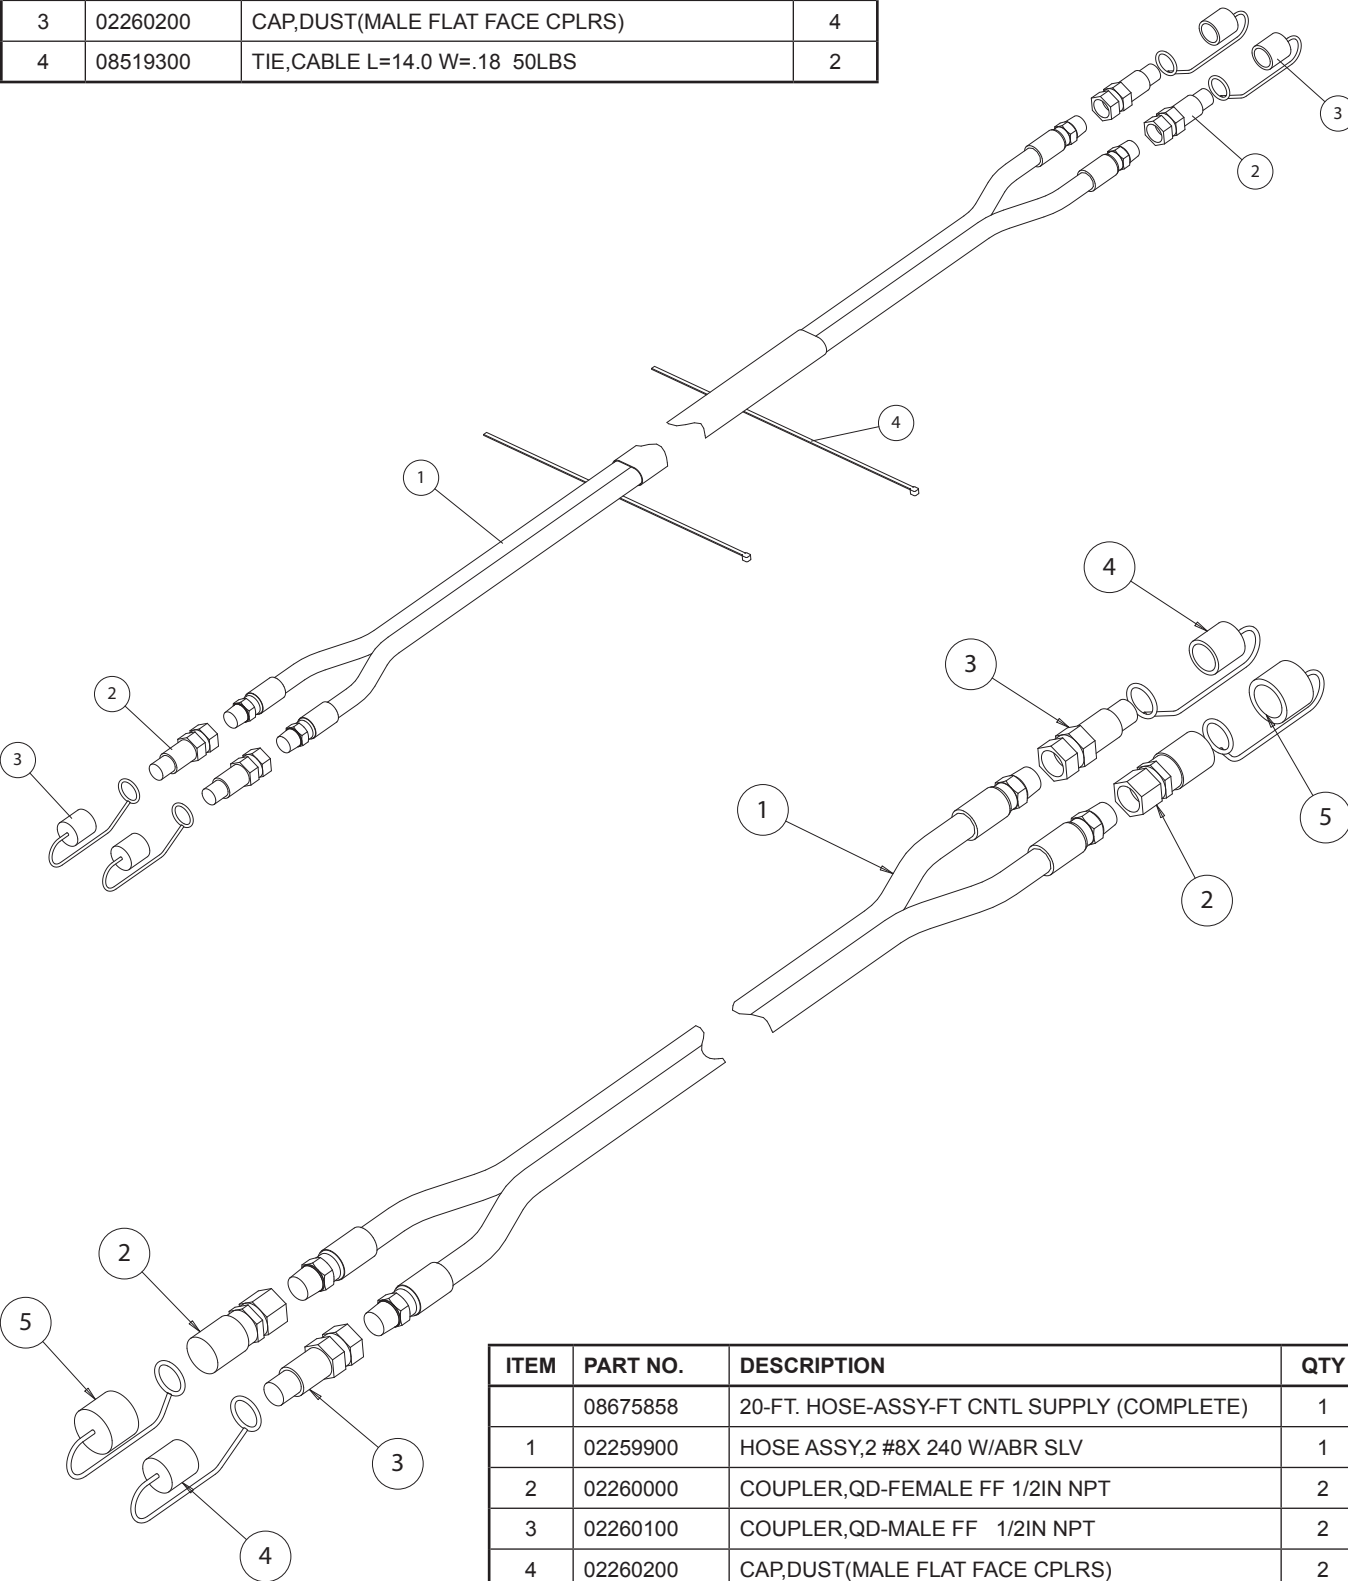 3 02260200 CAP,DUST(MALE FLAT FACE CPLRS) 4
4 08519300 TIE,CABLE L=14.0 W=.18 50LBS 2
3
2
4
1
2
3
4
3
1
5
2
2
5
3
4
ITEM PART NO. DESCRIPTION QTY
08675858 20-FT. HOSE-ASSY-FT CNTL SUPPLY (COMPLETE) 1
1 02259900 HOSE ASSY,2 #8X 240 W/ABR SLV 1
2 02260000 COUPLER,QD-FEMALE FF 1/2IN NPT 2
3 02260100 COUPLER,QD-MALE FF 1/2IN NPT 2
4 02260200 CAP,DUST(MALE FLAT FACE CPLRS) 2